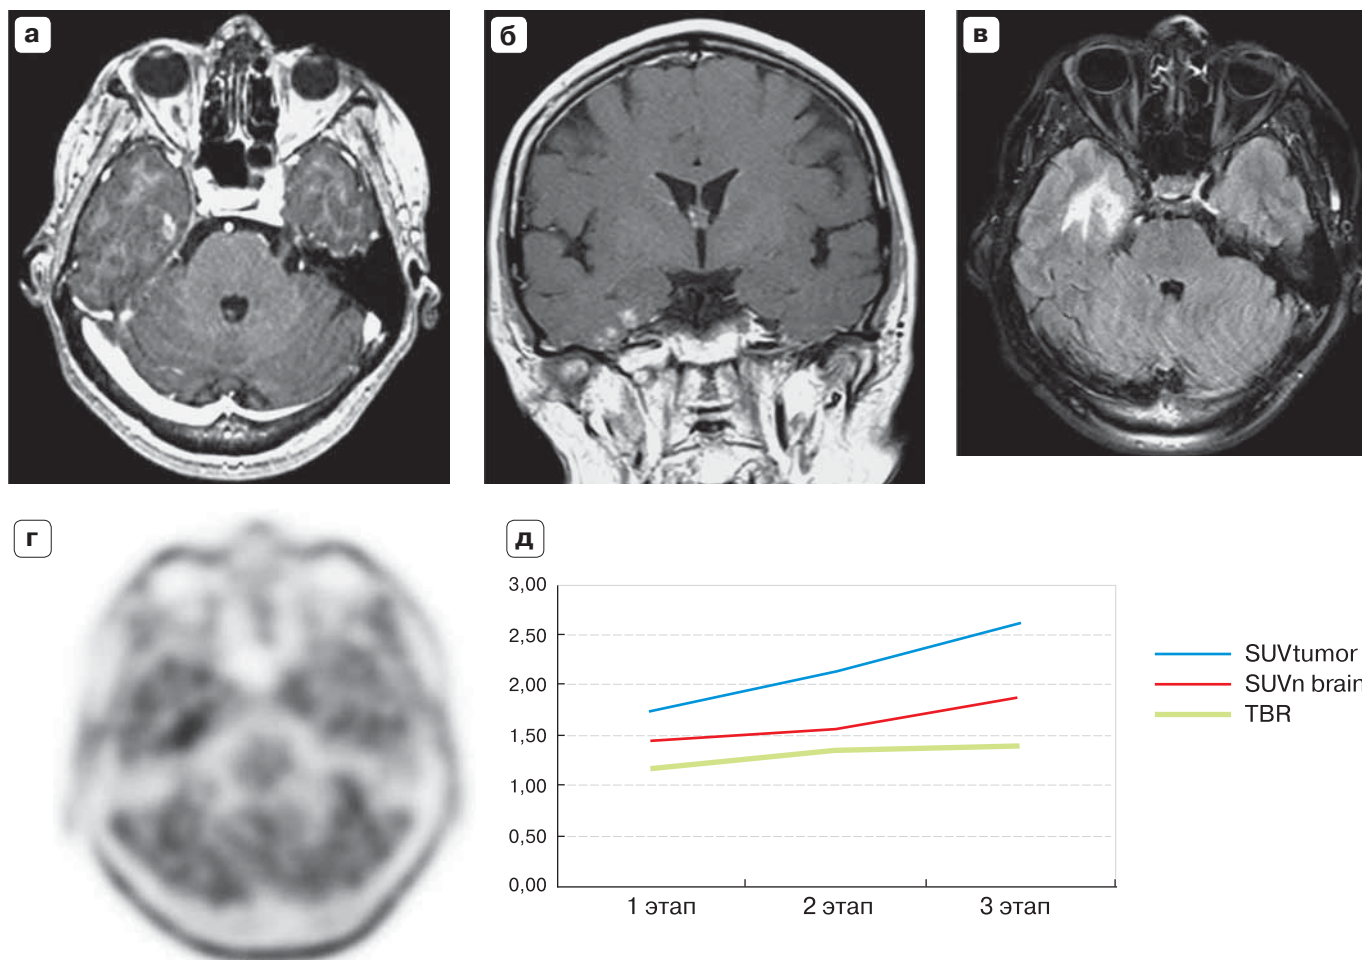 а
б
в
г
д
3,00
2,50
2,00
1,50
1,00
0,50
0,00
1 этап
2 этап
3 этап
SUVtumor
SUVn brain
TBR